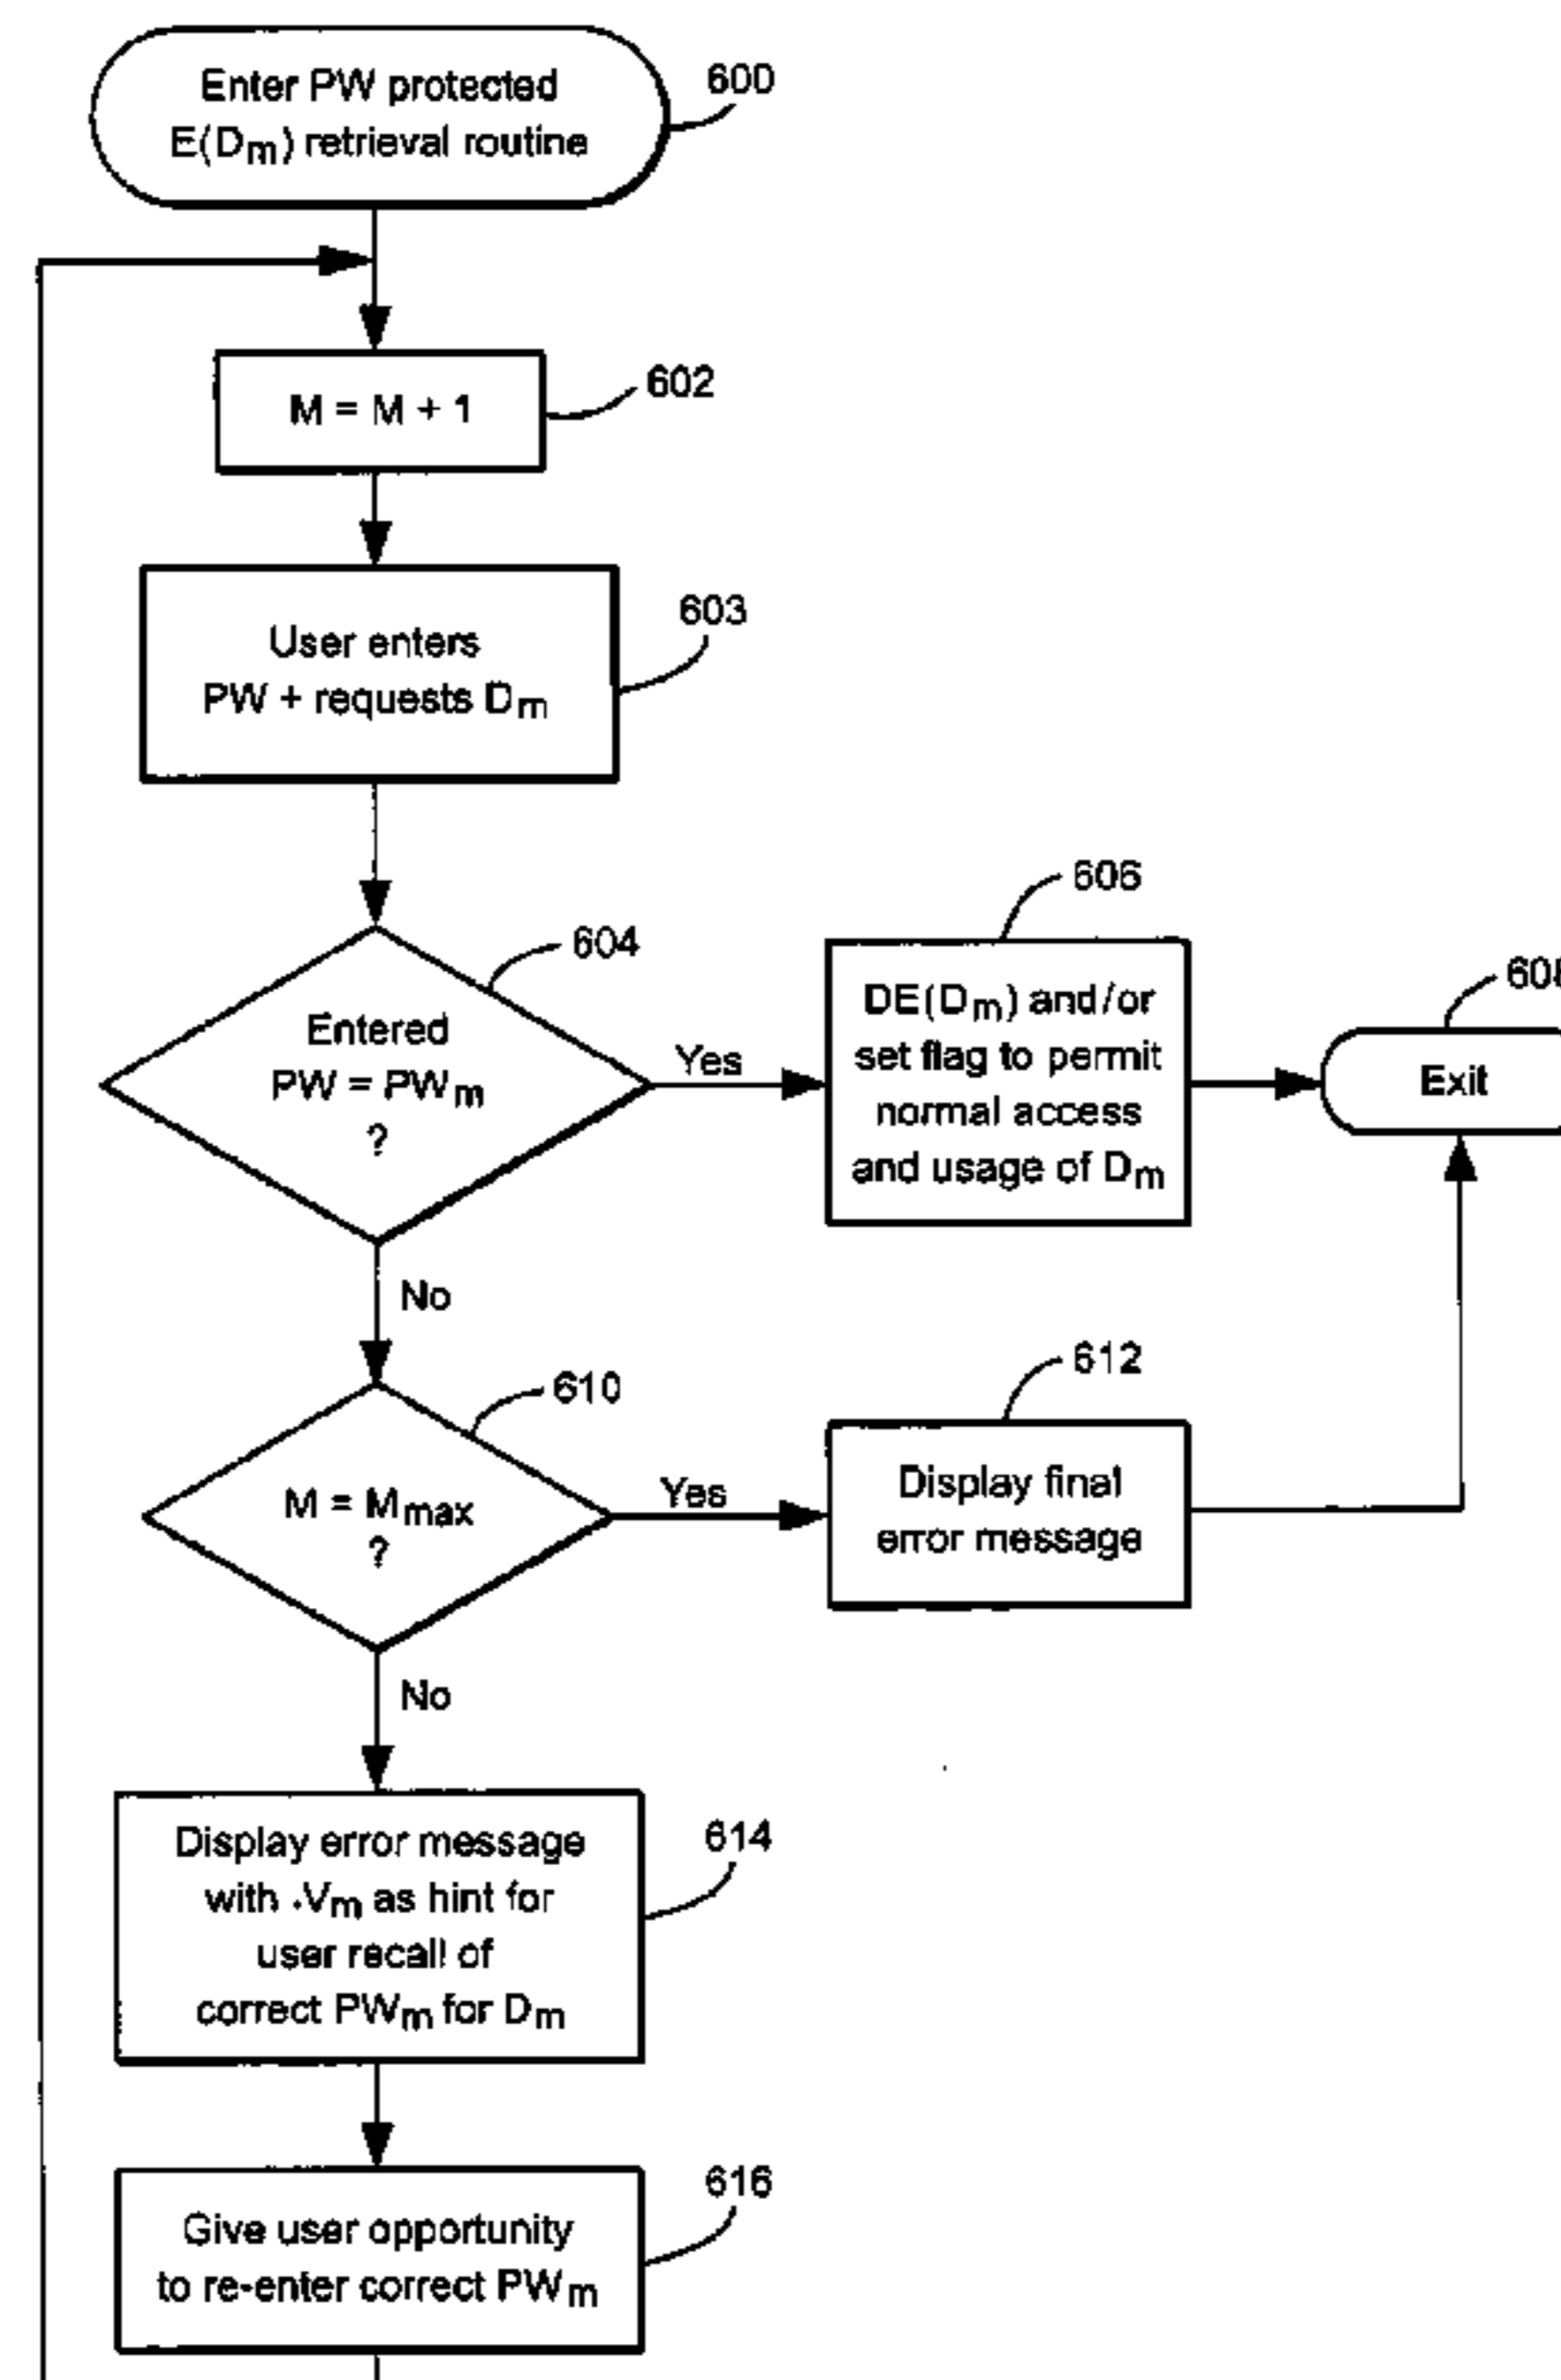 Enter PW protected
E(Dm) retrieval routine
600
M = M + 1
602
User enters
PW + requests Dm
603
Entered
PW = PWm
?
604
Yes
DE(Dm) and/or
set flag to permit
normal access
and usage of Dm
606
Exit
No
M = Mmax
?
610
Yes
Display final
error message
612
No
Display error message
with .Vm as hint for
user recall of
correct PWm for Dm
614
Give user opportunity
to re-enter correct PWm
616